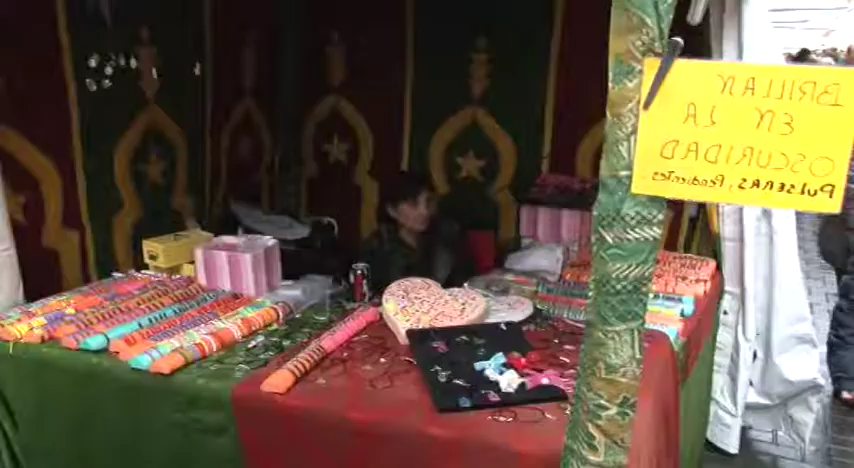 BRILLAN
EN LA
OSCURIDAD
Pulseras, Pendientes